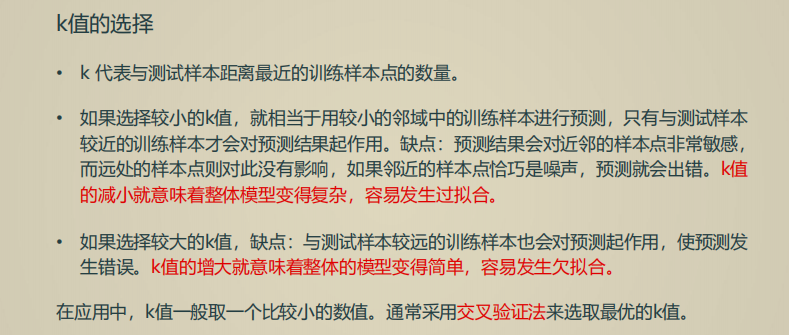 k值的选择
• k 代表与测试样本距离最近的训练样本点的数量。
• 如果选择较小的k值，就相当于用较小的邻域中的训练样本进行预测，只有与测试样本
较近的训练样本才会对预测结果起作用。缺点：预测结果会对近邻的样本点非常敏感，
而远处的样本点则对此没有影响，如果邻近的样本点恰巧是噪声，预测就会出错。k值
的减小就意味着整体模型变得复杂，容易发生过拟合。
• 如果选择较大的k值，缺点：与测试样本较远的训练样本也会对预测起作用，使预测发
生错误。k值的增大就意味着整体的模型变得简单，容易发生欠拟合。
在应用中，k值一般取一个比较小的数值。通常采用交叉验证法来选取最优的k值。